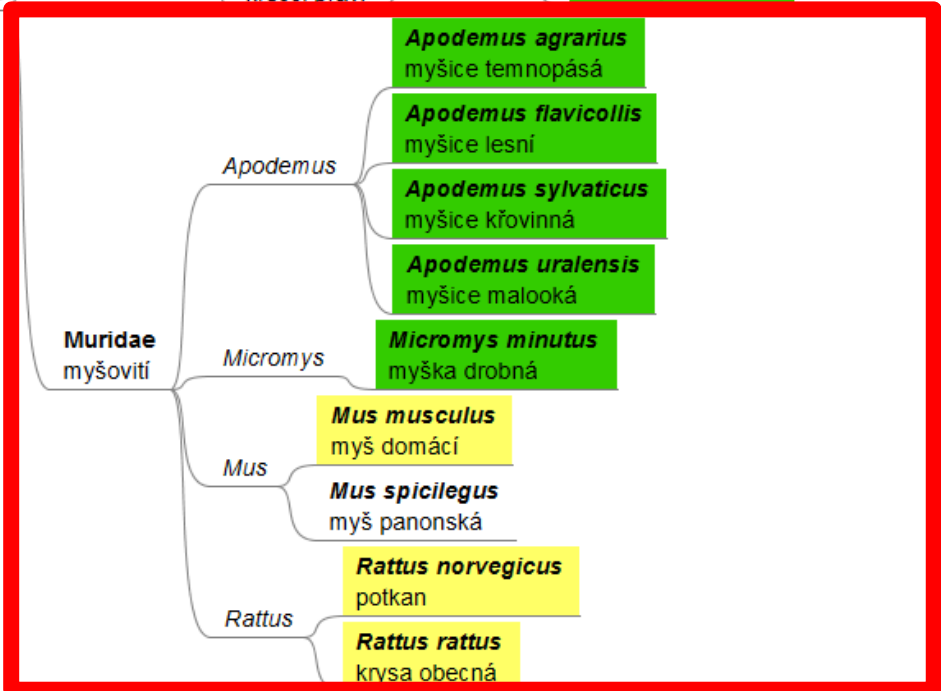 Apodemus agrarius
myšice temnopásá
Apodemus flavicollis
myšice lesní
Apodemus
Apodemus sylvaticus
myšice křovinná
Apodemus uralensis
myšice malooká
Muridae
myšovití
Micromys
Micromys minutus
myška drobná
Mus musculus
myš domácí
Mus
Mus spicilegus
myš panonská
Rattus norvegicus
potkan
Rattus
Rattus rattus
krysa obecná